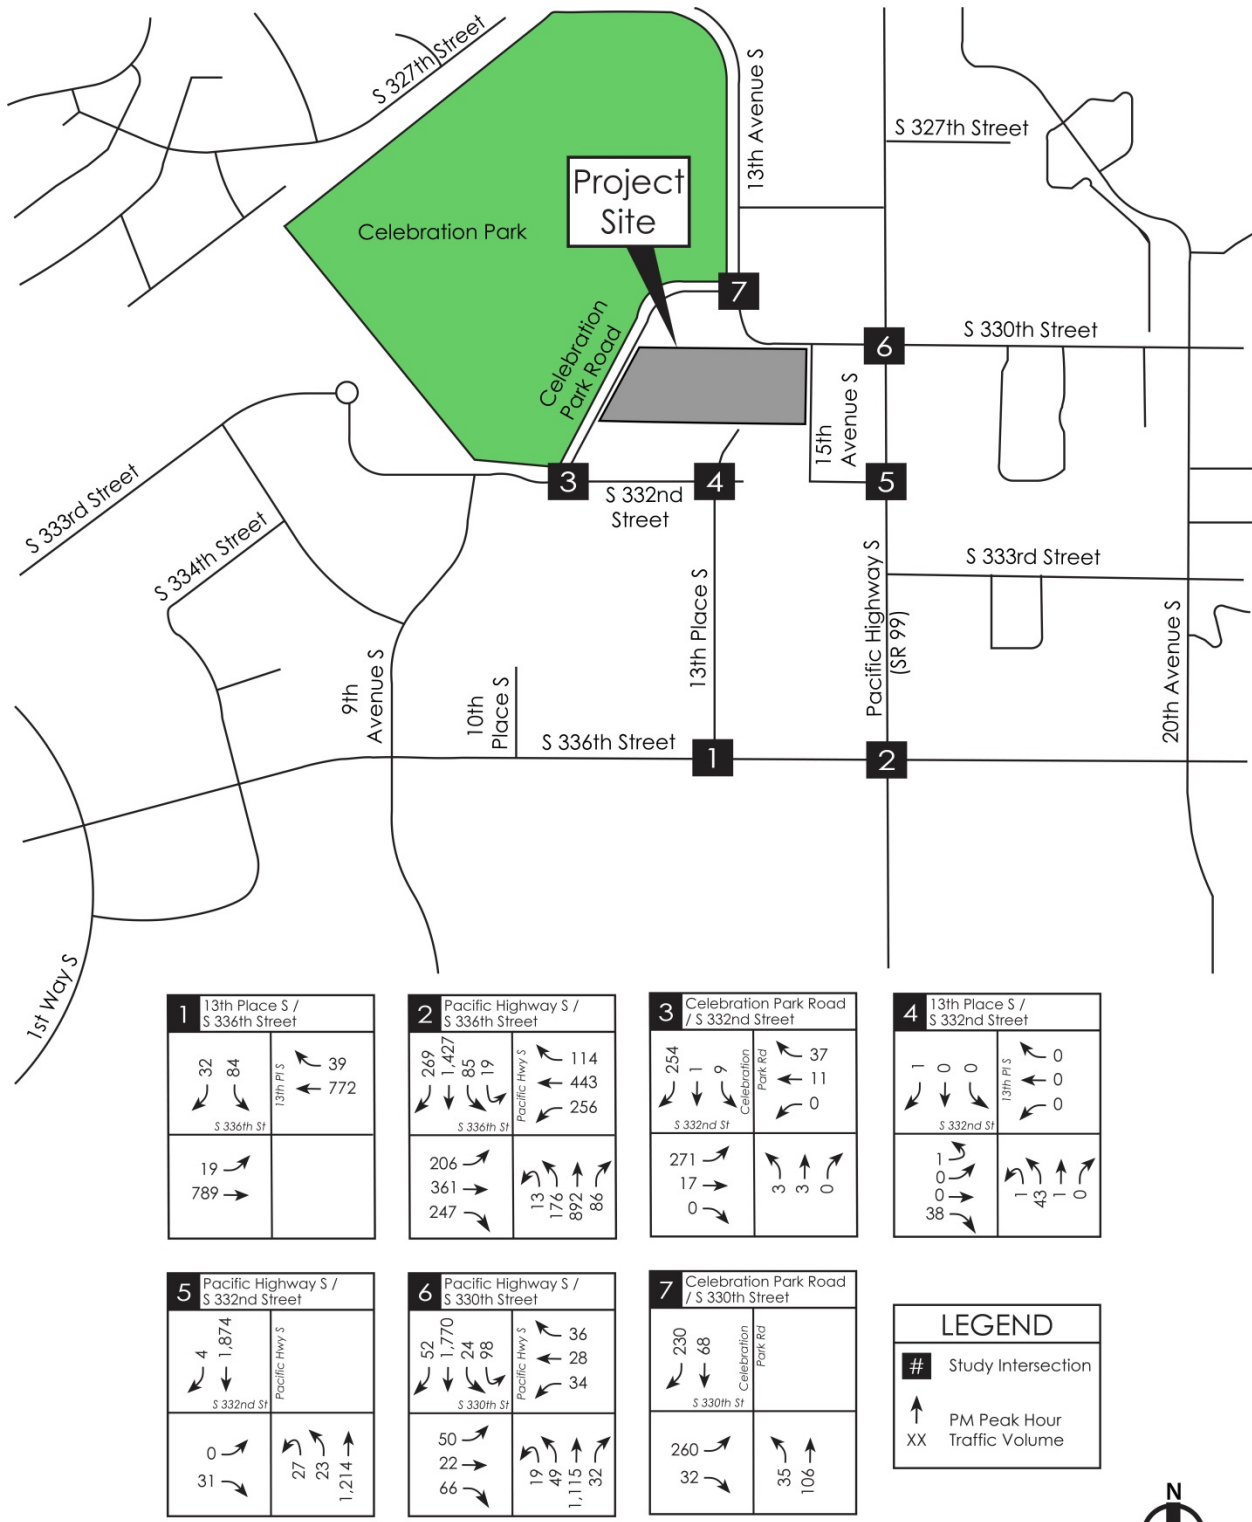 S 327th Street
13th Avenue S
S 327th Street
Project
Site
Celebration Park
7
S 330th Street
6
Celebration
Park Road
15th
Avenue S
S 333rd Street
3
4
5
S 332nd
Street
S 334th Street
S 333rd Street
13th Place S
Pacific Highway S
(SR 99)
20th Avenue S
9th
Avenue S
10th
Place S
S 336th Street
1
2
1st Way S
1
13th Place S /
S 336th Street
32
84
13th Pl S
39
772
S 336th St
19
789
2
Pacific Highway S /
S 336th Street
269
1,427
85
19
Pacific Hwy S
114
443
256
S 336th St
206
361
247
13
176
892
86
3
Celebration Park Road
/ S 332nd Street
254
1
9
Celebration
Park Rd
37
11
0
S 332nd St
271
17
0
3
3
0
4
13th Place S /
S 332nd Street
1
0
0
13th Pl S
0
0
0
S 332nd St
1
0
0
38
1
43
1
0
5
Pacific Highway S /
S 332nd Street
4
1,874
Pacific Hwy S
S 332nd St
0
31
27
23
1,214
6
Pacific Highway S /
S 330th Street
52
1,770
24
98
Pacific Hwy S
36
28
34
S 330th St
50
22
66
19
49
1,115
32
7
Celebration Park Road
/ S 330th Street
230
68
Celebration
Park Rd
S 330th St
260
32
35
106
LEGEND
# Study Intersection
PM Peak Hour
XX Traffic Volume
N